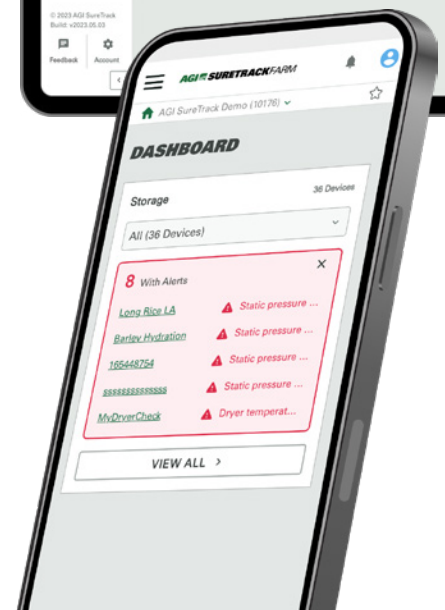 © 2023 AGI SureTrack
Build: v2023.05.03
Feedback Account
AGI SURETRACKFARM
AGI SureTrack Demo (10176)
DASHBOARD
Storage 36 Devices
All (36 Devices)
8 With Alerts
Long Rice LA Static pressure ...
Barley Hydration Static pressure ...
165448754 Static pressure ...
ssssssssssssss Static pressure ...
MyDryerCheck Dryer temperat...
VIEW ALL >